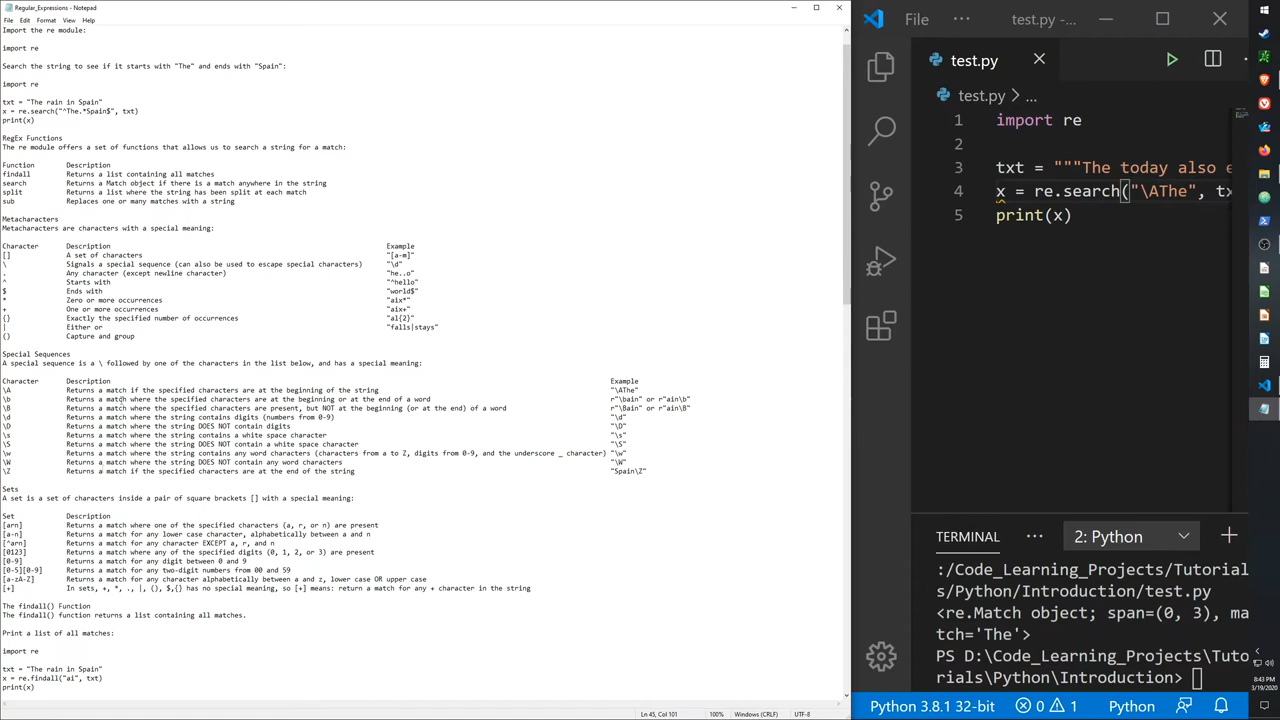 Regular_Expressions - Notepad
File Edit Format View Help
Import the re module:
import re
Search the string to see if it starts with "The" and ends with "Spain":
import re
txt = "The rain in Spain"
x = re.search("^The.*Spain$", txt)
print(x)
RegEx Functions
The re module offers a set of functions that allows us to search a string for a match:
Function Description
findall Returns a list containing all matches
search Returns a Match object if there is a match anywhere in the string
split Returns a list where the string has been split at each match
sub Replaces one or many matches with a string
Metacharacters
Metacharacters are characters with a special meaning:
Character Description Example
[] A set of characters "[a-m]"
\ Signals a special sequence (can also be used to escape special characters) "\d"
. Any character (except newline character) "he..o"
^ Starts with "^hello"
$ Ends with "world$"
* Zero or more occurrences "aix*"
+ One or more occurrences "aix+"
{} Exactly the specified number of occurrences "al{2}"
| Either or "falls|stays"
() Capture and group
Special Sequences
A special sequence is a \ followed by one of the characters in the list below, and has a special meaning:
Character Description Example
\A Returns a match if the specified characters are at the beginning of the string "\AThe"
\b Returns a match where the specified characters are at the beginning or at the end of a word r"\bain" or r"ain\b"
\B Returns a match where the specified characters are present, but NOT at the beginning (or at the end) of a word r"\Bain" or r"ain\B"
\d Returns a match where the string contains digits (numbers from 0-9) "\d"
\D Returns a match where the string DOES NOT contain digits "\D"
\s Returns a match where the string contains a white space character "\s"
\S Returns a match where the string DOES NOT contain a white space character "\S"
\w Returns a match where the string contains any word characters (characters from a to Z, digits from 0-9, and the underscore _ character) "\w"
\W Returns a match where the string DOES NOT contain any word characters "\W"
\Z Returns a match if the specified characters are at the end of the string "Spain\Z"
Sets
A set is a set of characters inside a pair of square brackets [] with a special meaning:
Set Description
[arn] Returns a match where one of the specified characters (a, r, or n) are present
[a-n] Returns a match for any lower case character, alphabetically between a and n
[^arn] Returns a match for any character EXCEPT a, r, and n
[0123] Returns a match where any of the specified digits (0, 1, 2, or 3) are present
[0-9] Returns a match for any digit between 0 and 9
[0-5][0-9] Returns a match for any two-digit numbers from 00 and 59
[a-zA-Z] Returns a match for any character alphabetically between a and z, lower case OR upper case
[+] In sets, +, *, ., |, (), $,{} has no special meaning, so [+] means: return a match for any + character in the string
The findall() Function
The findall() function returns a list containing all matches.
Print a list of all matches:
import re
txt = "The rain in Spain"
x = re.findall("ai", txt)
print(x)
Ln 45, Col 101 100% Windows (CRLF) UTF-8
File ... test.py -
test.py
test.py > ...
1 import re
2
3 txt = """The today also e
4 x = re.search("\AThe", tx
5 print(x)
TERMINAL ... 2: Python
:/Code_Learning_Projects/Tutorial
s/Python/Introduction/test.py
<re.Match object; span=(0, 3), ma
tch='The'>
PS D:\Code_Learning_Projects\Tuto
rials\Python\Introduction>
Python 3.8.1 32-bit 0 1
8:43 PM
3/19/2020